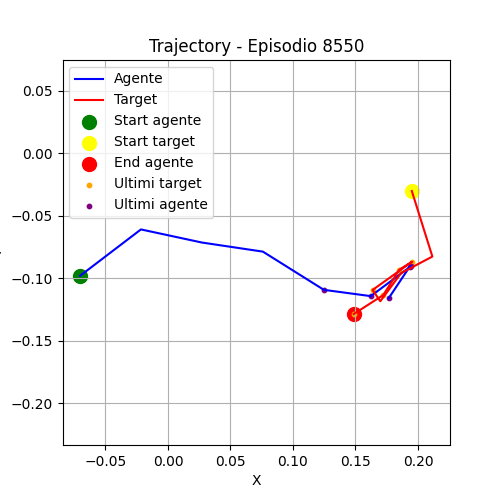 Trajectory - Episodio 8550
Agente
Target
Start agente
Start target
End agente
Ultimi target
Ultimi agente
0.05
0.00
−0.05
−0.10
−0.15
−0.20
−0.05
0.00
0.05
0.10
0.15
0.20
X